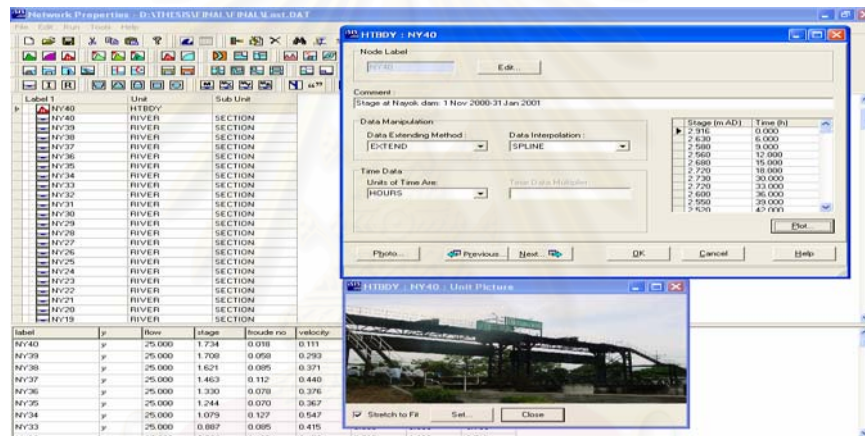 Network Properties - D:\THESIS\FINAL\FINAL\Last.DAT
File Edit Run Tools Help
Label 1 Unit Sub Unit
NY40 HTBDY
NY40 RIVER SECTION
NY39 RIVER SECTION
NY38 RIVER SECTION
NY37 RIVER SECTION
NY36 RIVER SECTION
NY35 RIVER SECTION
NY34 RIVER SECTION
NY33 RIVER SECTION
NY32 RIVER SECTION
NY31 RIVER SECTION
NY30 RIVER SECTION
NY29 RIVER SECTION
NY28 RIVER SECTION
NY27 RIVER SECTION
NY26 RIVER SECTION
NY25 RIVER SECTION
NY24 RIVER SECTION
NY23 RIVER SECTION
NY22 RIVER SECTION
NY21 RIVER SECTION
NY20 RIVER SECTION
NY19 RIVER SECTION
label y flow stage froude no velocity
NY40 y 25.000 1.734 0.018 0.111
NY39 y 25.000 1.708 0.058 0.293
NY38 y 25.000 1.621 0.085 0.371
NY37 y 25.000 1.463 0.112 0.440
NY36 y 25.000 1.330 0.078 0.376
NY35 y 25.000 1.244 0.070 0.367
NY34 y 25.000 1.079 0.127 0.547
NY33 y 25.000 0.887 0.085 0.415
HTBDY : NY40
Node Label
NY40 Edit...
Comment :
Stage at Nayok dam: 1 Nov 2000-31 Jan 2001
Data Manipulation
Data Extending Method : Data Interpolation :
EXTEND SPLINE
Time Data
Units of Time Are: Time Data Multiplier
HOURS
Stage (m AD) Time (h)
2.916 0.000
2.630 6.000
2.580 9.000
2.560 12.000
2.680 15.000
2.720 18.000
2.730 30.000
2.720 33.000
2.600 36.000
2.550 39.000
2.520 42.000
Plot...
Photo... Previous... Next... OK Cancel Help
HTBDY : NY40 : Unit Picture
Stretch to Fit Set... Close